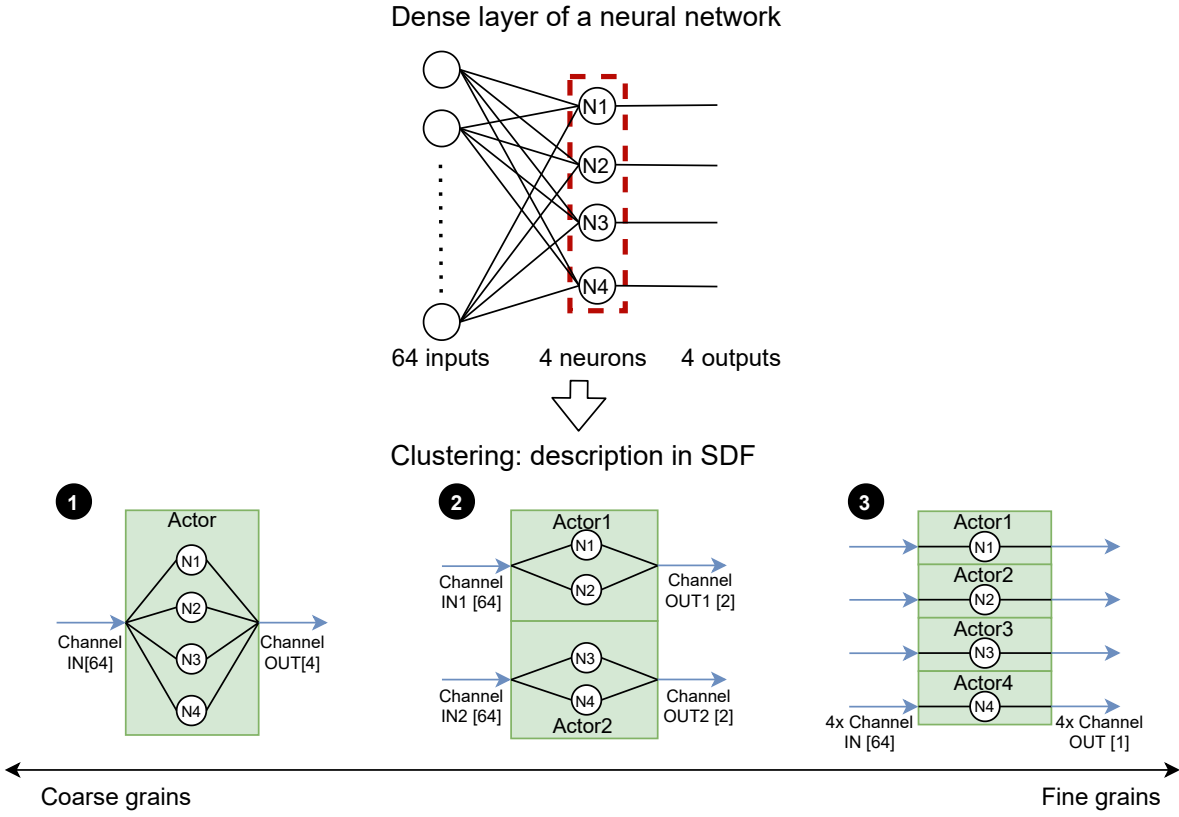 Dense layer of a neural network
N1
N2
N3
N4
64 inputs
4 neurons
4 outputs
Clustering: description in SDF
1
Actor
N1
N2
N3
N4
Channel
IN[64]
Channel
OUT[4]
2
Actor1
N1
N2
Channel
IN1 [64]
Channel
OUT1 [2]
N3
N4
Actor2
Channel
IN2 [64]
Channel
OUT2 [2]
3
Actor1
N1
Actor2
N2
Actor3
N3
Actor4
N4
4x Channel
IN [64]
4x Channel
OUT [1]
Coarse grains
Fine grains